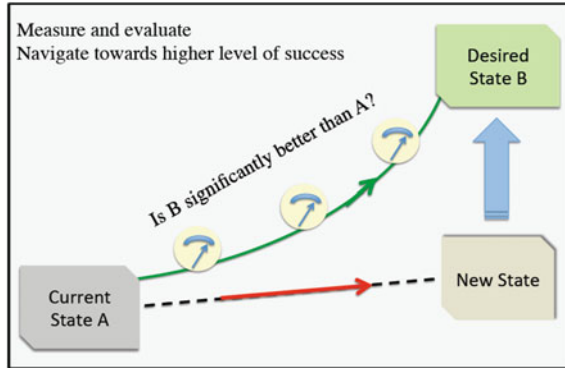 Measure and evaluate
Navigate towards higher level of success
Desired
State B
Is B significantly better than A?
Current
State A
New State